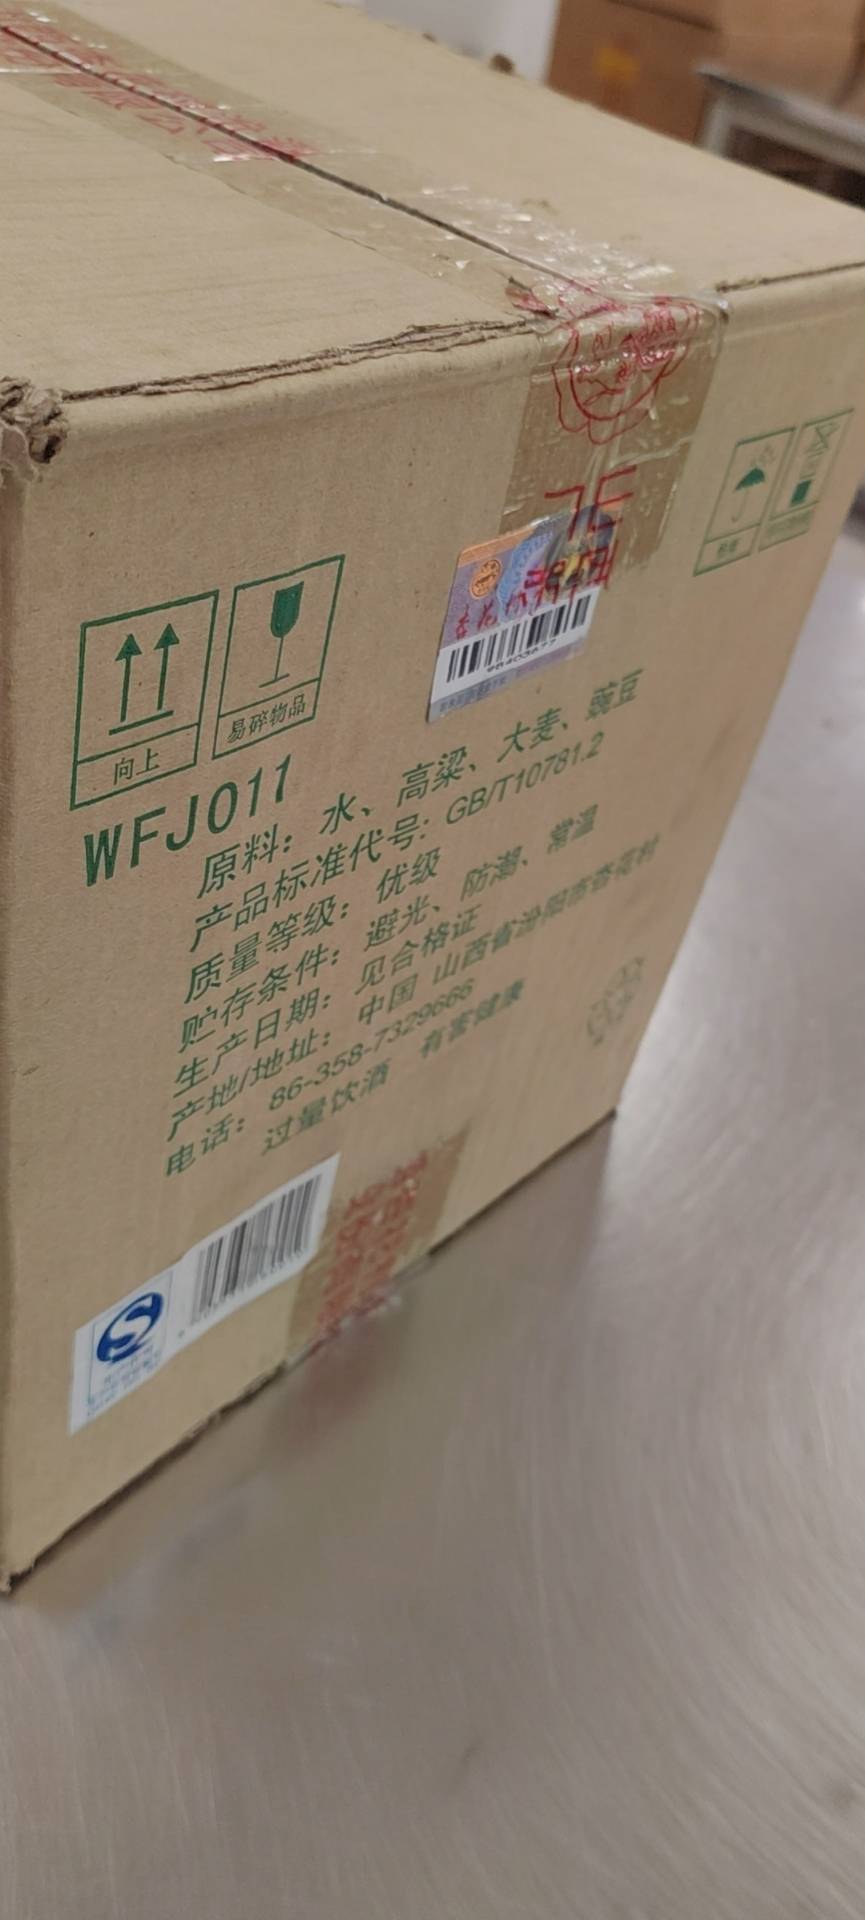 向上
易碎物品
WFJ011
原料：水、高粱、大麦、豌豆
产品标准代号：GB/T10781.2
质量等级：优级
贮存条件：避光、防潮、常温
生产日期：见合格证
产地/地址：中国 山西省汾阳市杏花村
电话：86-358-7329666
过量饮酒 有害健康